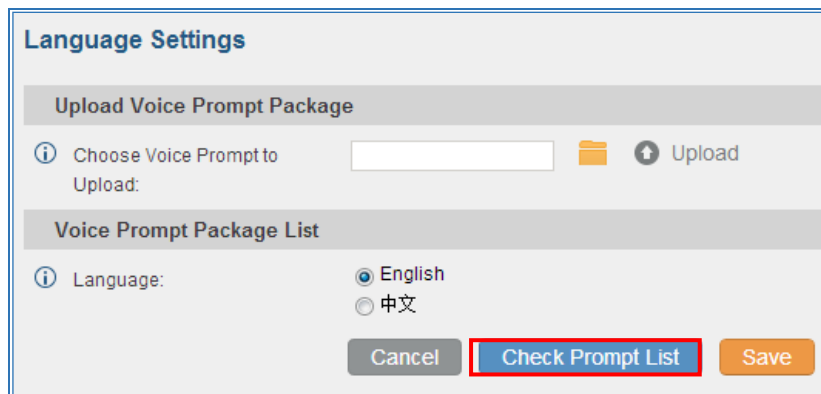 Language Settings
Upload Voice Prompt Package
Choose Voice Prompt to
Upload:
Upload
Voice Prompt Package List
Language:
English
中文
Cancel
Check Prompt List
Save